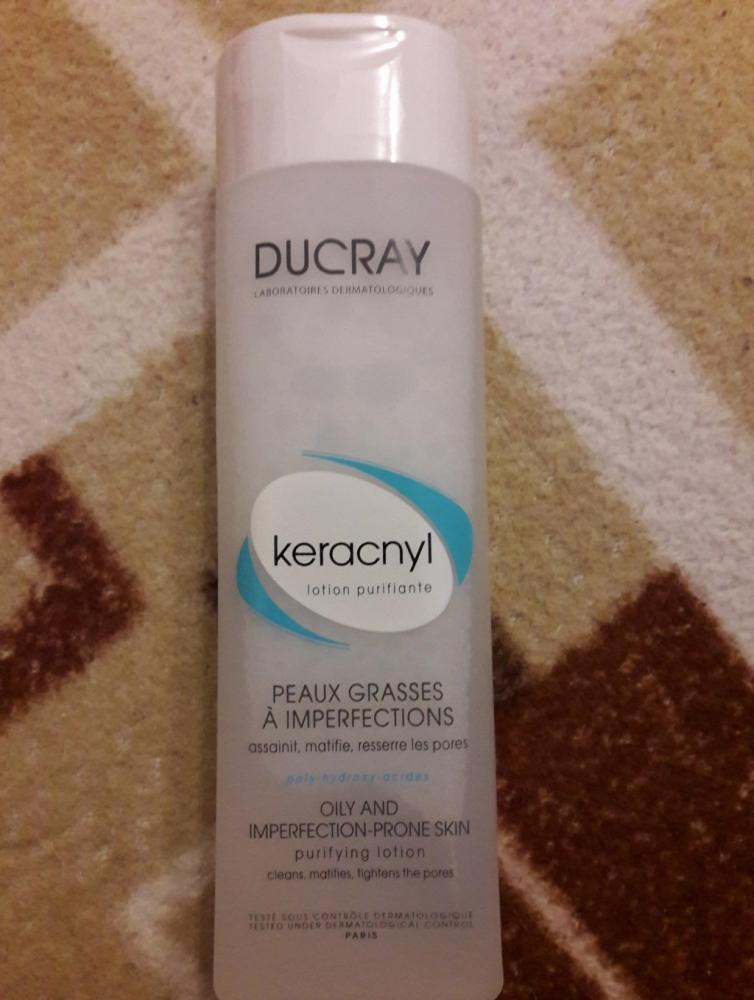 DUCRAY
LABORATOIRES DERMATOLOGIQUES
keracnyl
lotion purifiante
PEAUX GRASSES
À IMPERFECTIONS
assainit, matifie, resserre les pores
poly-hydroxy-acides
OILY AND
IMPERFECTION-PRONE SKIN
purifying lotion
cleans, matifies, tightens the pores
TESTÉ SOUS CONTRÔLE DERMATOLOGIQUE
TESTED UNDER DERMATOLOGICAL CONTROL
PARIS